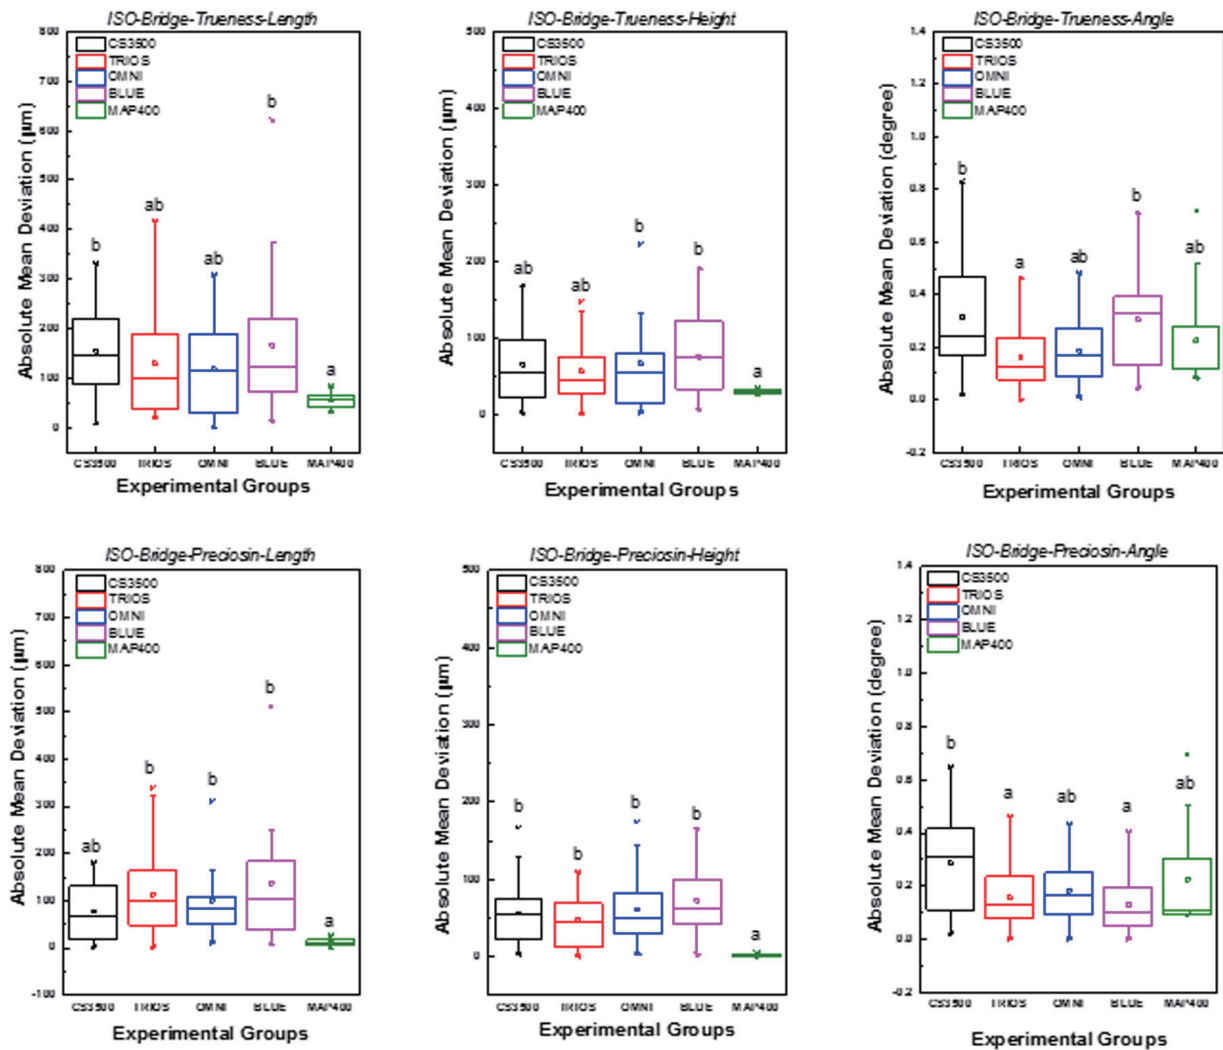 ISO-Bridge-Trueness-Length
Absolute Mean Deviation (μm)
800
700
600
500
400
300
200
100
0
CS3500
TRIOS
OMNI
BLUE
MAP400
b
ab
ab
b
a
CS3500 TRIOS OMNI BLUE MAP400
Experimental Groups
ISO-Bridge-Trueness-Height
Absolute Mean Deviation (μm)
500
400
300
200
100
0
CS3500
TRIOS
OMNI
BLUE
MAP400
ab
ab
b
b
a
CS3500 TRIOS OMNI BLUE MAP400
Experimental Groups
ISO-Bridge-Trueness-Angle
Absolute Mean Deviation (degree)
1.4
1.2
1.0
0.8
0.6
0.4
0.2
0.0
-0.2
CS3500
TRIOS
OMNI
BLUE
MAP400
b
a
ab
b
ab
CS3500 TRIOS OMNI BLUE MAP400
Experimental Groups
ISO-Bridge-Preciosin-Length
Absolute Mean Deviation (μm)
800
700
600
500
400
300
200
100
0
-100
CS3500
TRIOS
OMNI
BLUE
MAP400
ab
b
b
b
a
CS3500 TRIOS OMNI BLUE MAP400
Experimental Groups
ISO-Bridge-Preciosin-Height
Absolute Mean Deviation (μm)
500
400
300
200
100
0
CS3500
TRIOS
OMNI
BLUE
MAP400
b
b
b
b
a
CS3500 TRIOS OMNI BLUE MAP400
Experimental Groups
ISO-Bridge-Preciosin-Angle
Absolute Mean Deviation (degree)
1.4
1.2
1.0
0.8
0.6
0.4
0.2
0.0
-0.2
CS3500
TRIOS
OMNI
BLUE
MAP400
b
a
ab
a
ab
CS3500 TRIOS OMNI BLUE MAP400
Experimental Groups